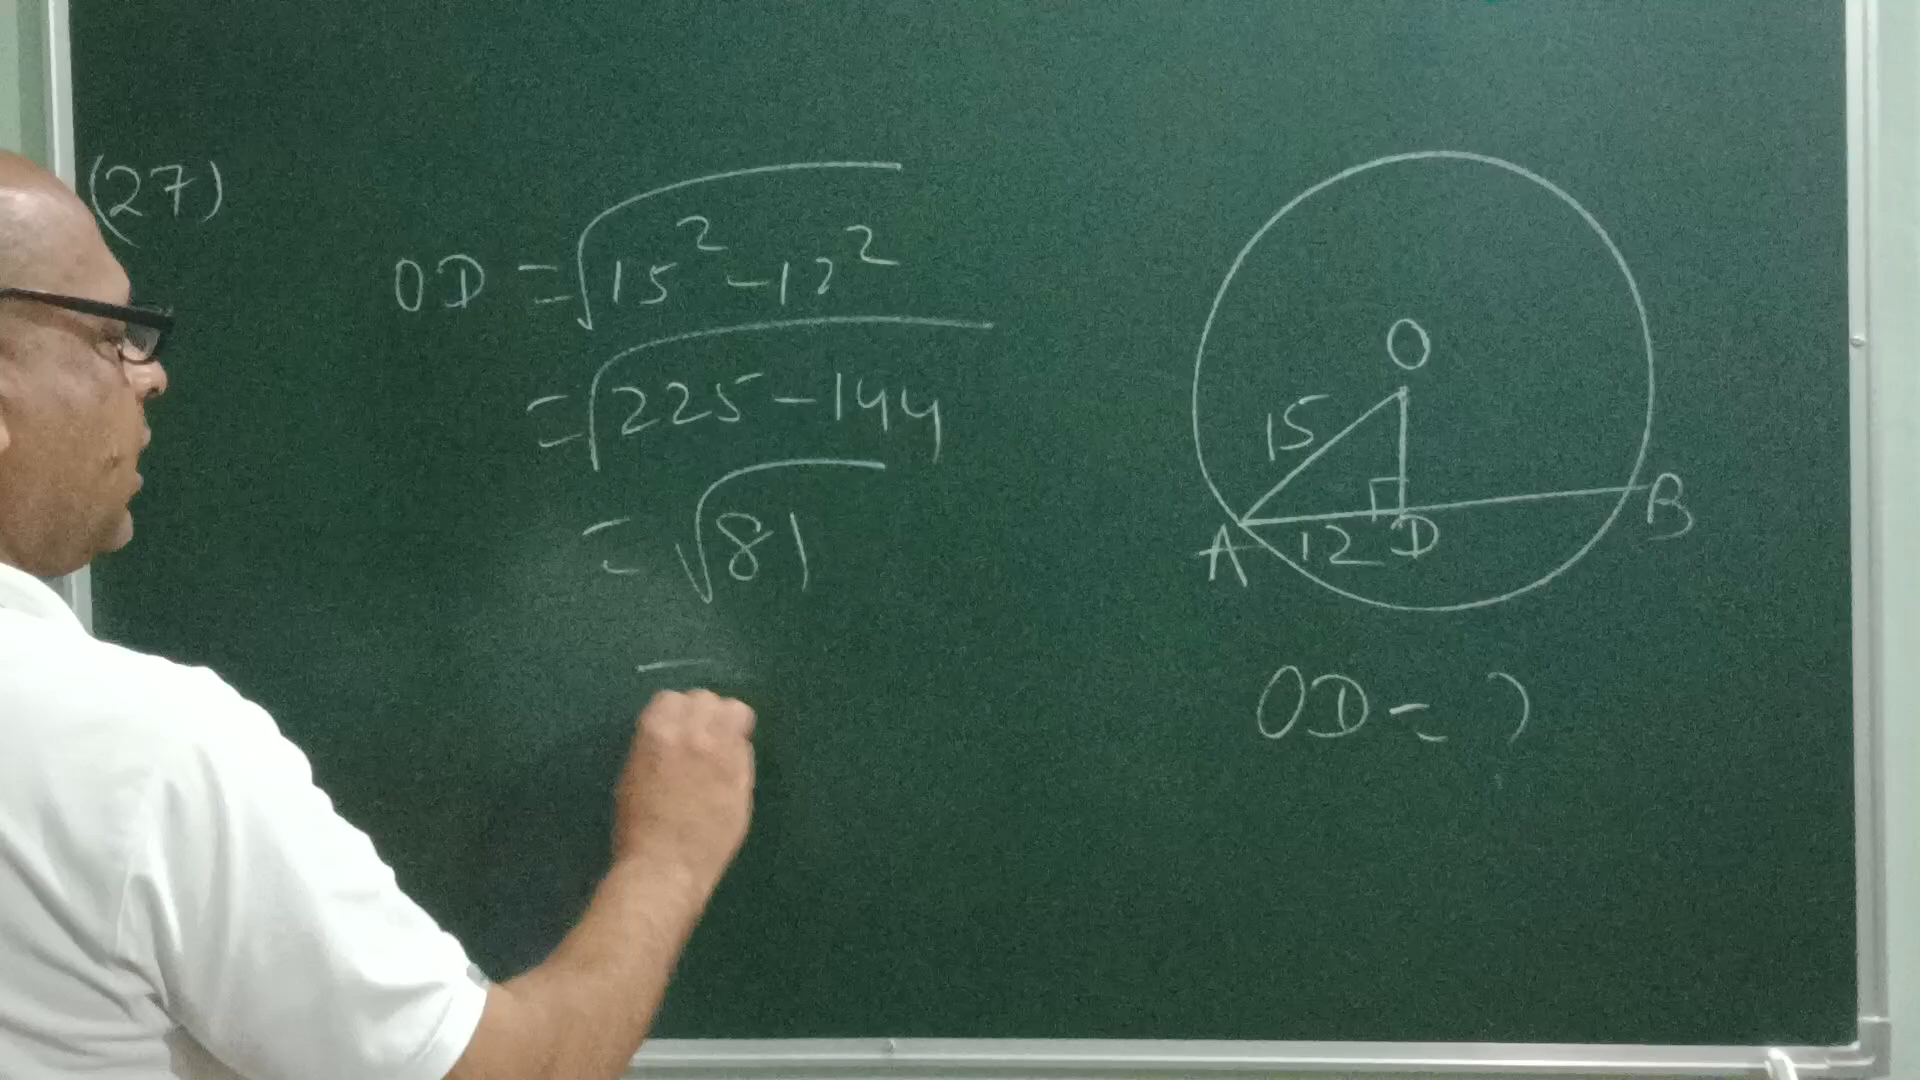 (27)
OD = √15² - 12²
= √225 - 144
= √81
O
15
A 12 D B
OD = ?